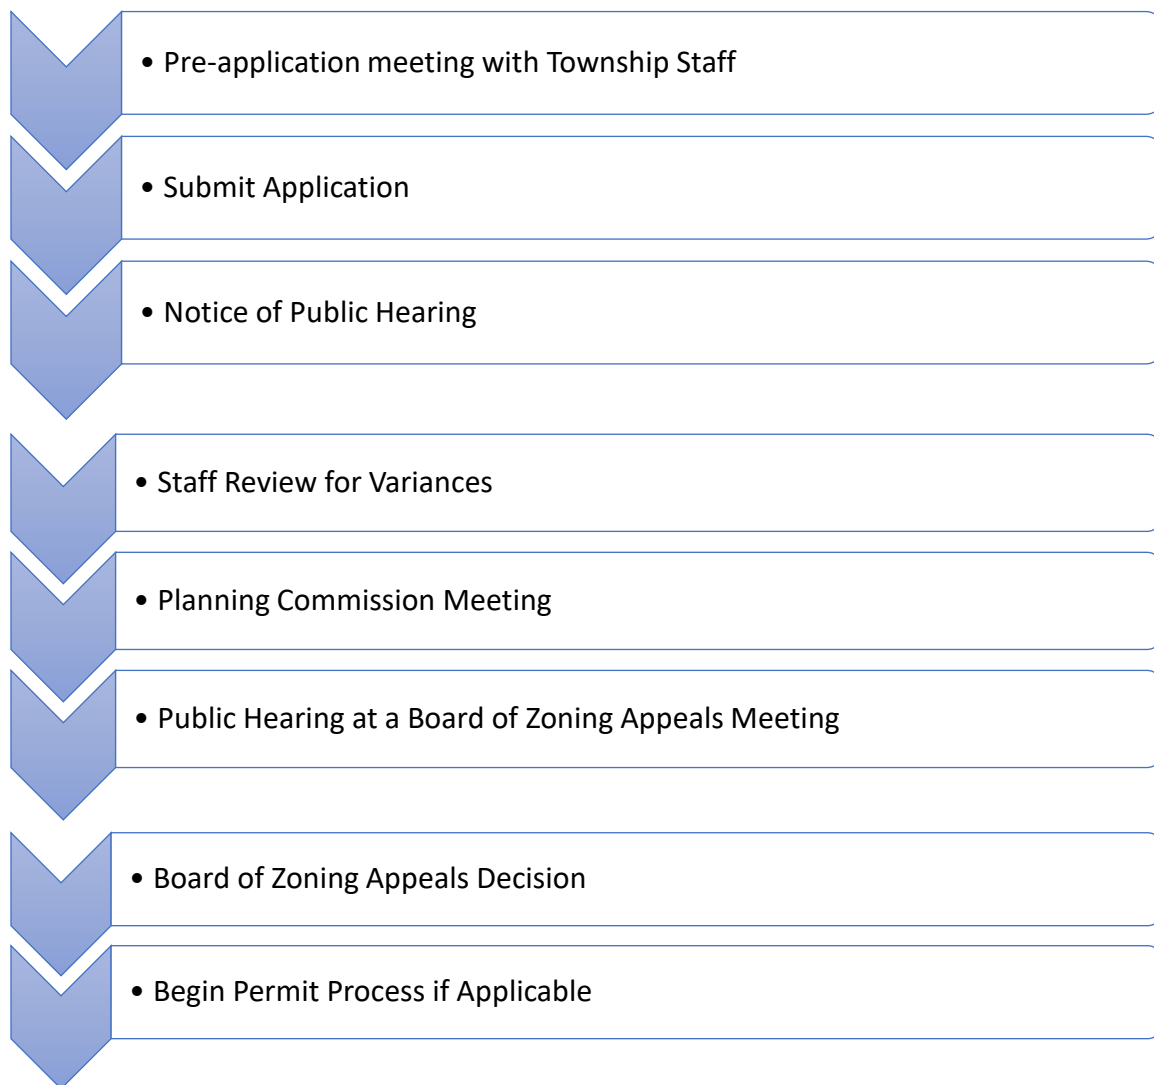 • Pre-application meeting with Township Staff
• Submit Application
• Notice of Public Hearing
• Staff Review for Variances
• Planning Commission Meeting
• Public Hearing at a Board of Zoning Appeals Meeting
• Board of Zoning Appeals Decision
• Begin Permit Process if Applicable